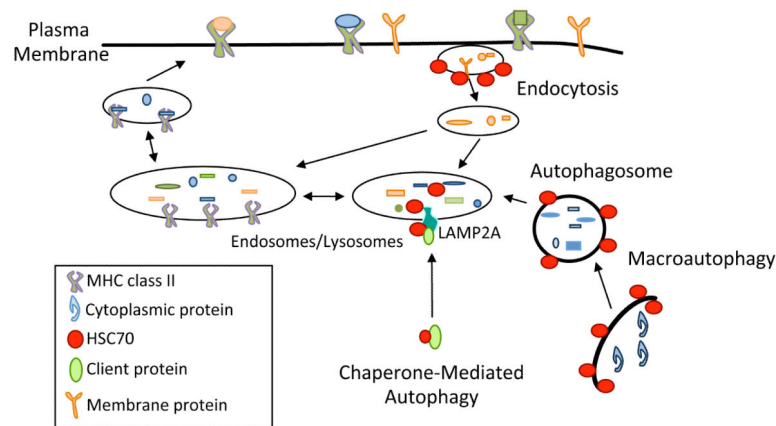 Plasma
Membrane
Endocytosis
Autophagosome
LAMP2A
Endosomes/Lysosomes
Macroautophagy
MHC class II
Cytoplasmic protein
HSC70
Client protein
Membrane protein
Chaperone-Mediated
Autophagy